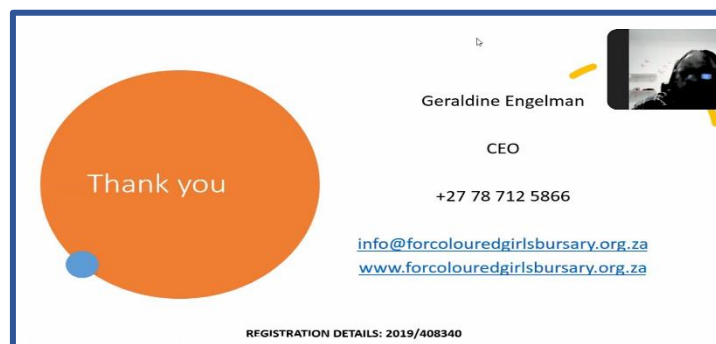 Thank you
Geraldine Engelman
CEO
+27 78 712 5866
info@forcolouredgirlsbursary.org.za
www.forcolouredgirlsbursary.org.za
REGISTRATION DETAILS: 2019/408340